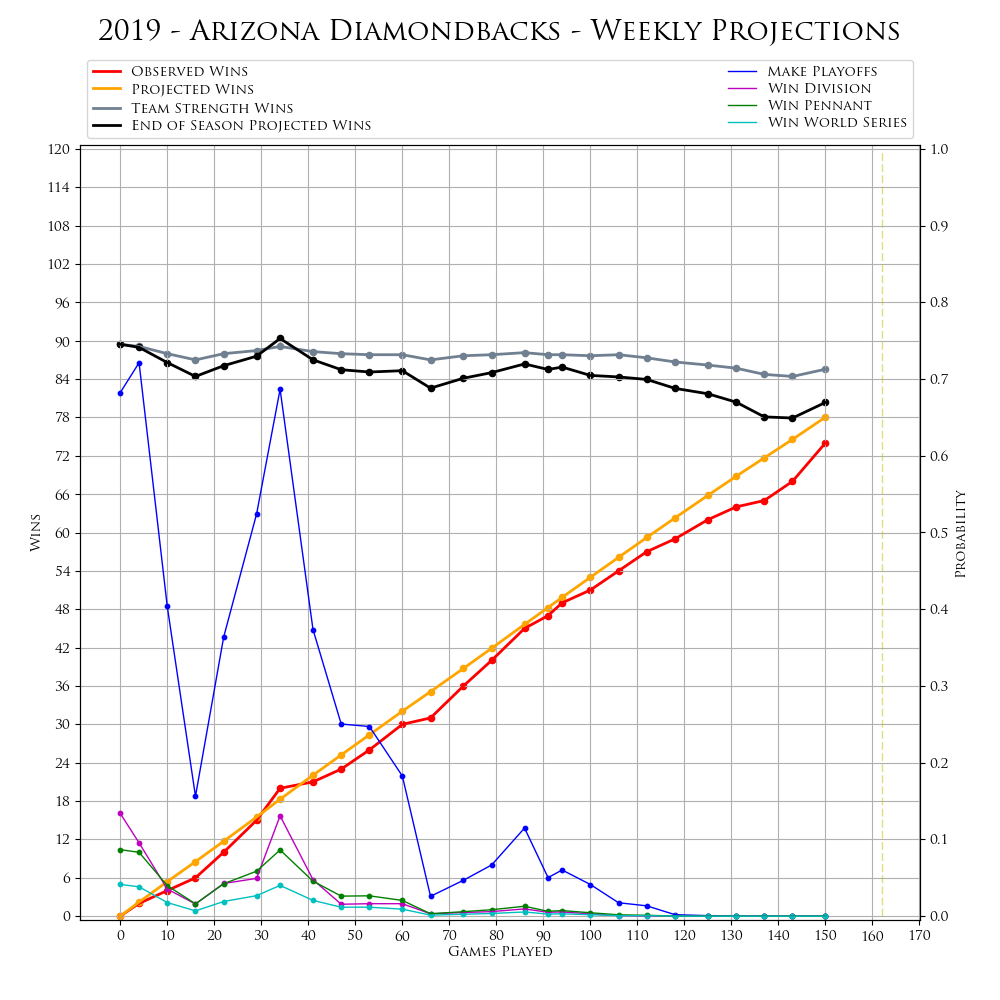 2019 - Arizona Diamondbacks - Weekly Projections
Observed Wins
Projected Wins
Team Strength Wins
End of Season Projected Wins
Make Playoffs
Win Division
Win Pennant
Win World Series
120
114
108
102
96
90
84
78
72
66
60
54
48
42
36
30
24
18
12
6
0
Wins
1.0
0.9
0.8
0.7
0.6
0.5
0.4
0.3
0.2
0.1
0.0
Probability
0 10 20 30 40 50 60 70 80 90 100 110 120 130 140 150 160 170
Games Played